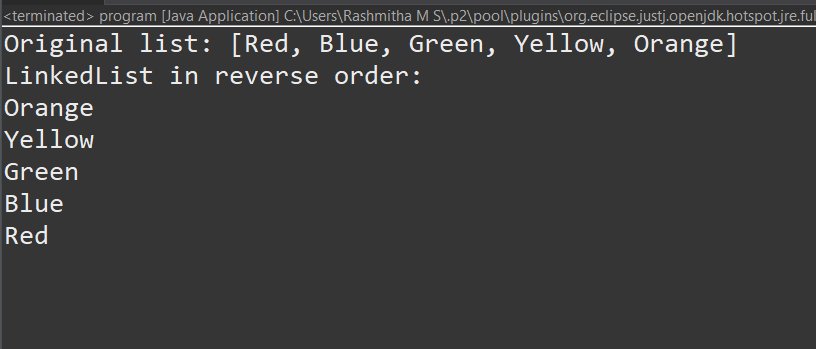 <terminated> program [Java Application] C:\Users\Rashmitha M S\.p2\pool\plugins\org.eclipse.justj.openjdk.hotspot.jre.ful
Original list: [Red, Blue, Green, Yellow, Orange]
LinkedList in reverse order:
Orange
Yellow
Green
Blue
Red